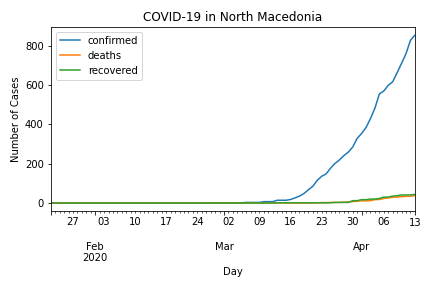 COVID-19 in North Macedonia
confirmed
deaths
recovered
Number of Cases
800
600
400
200
0
27 03 10 17 24 02 09 16 23 30 06 13
Feb Mar Apr
2020
Day